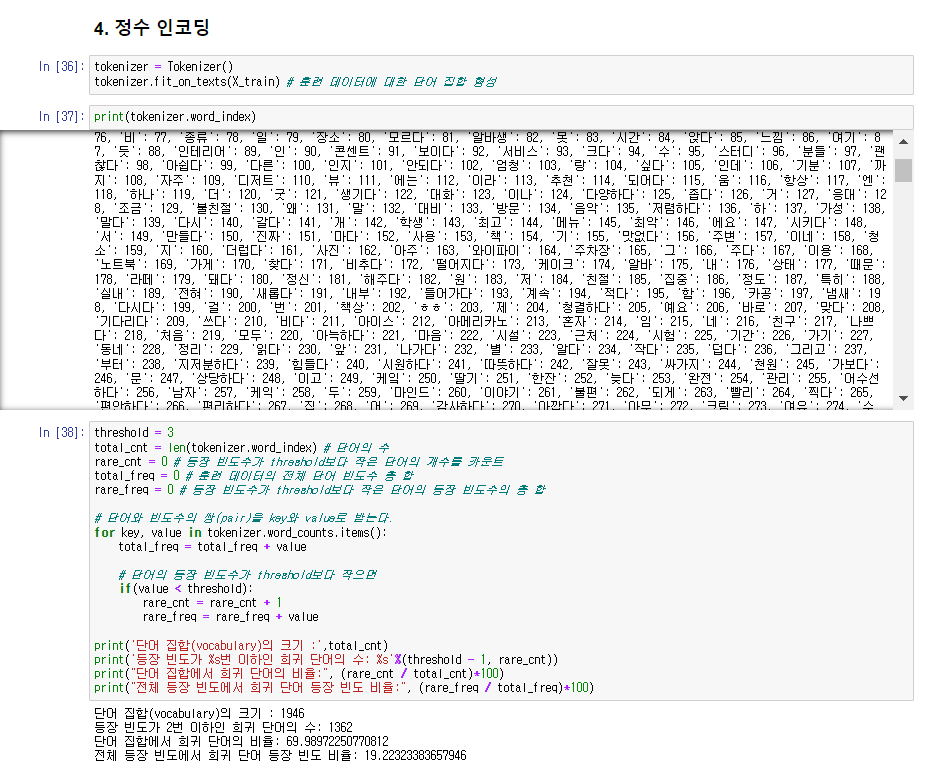 4. 정수 인코딩
In [36]: tokenizer = Tokenizer()
tokenizer.fit_on_texts(X_train) # 훈련 데이터에 대한 단어 집합 형성
In [37]: print(tokenizer.word_index)
76, '비': 77, '종류': 78, '일': 79, '장소': 80, '모르다': 81, '알바생': 82, '못': 83, '시간': 84, '앉다': 85, '느낌': 86, '여기': 8
7, '듯': 88, '인테리어': 89, '인': 90, '콘센트': 91, '보이다': 92, '서비스': 93, '크다': 94, '수': 95, '스터디': 96, '분들': 97, '괜
찮다': 98, '아쉽다': 99, '다른': 100, '인지': 101, '안되다': 102, '엄청': 103, '랑': 104, '싶다': 105, '인데': 106, '기분': 107, '까
지': 108, '자주': 109, '디저트': 110, '뷰': 111, '에는': 112, '이라': 113, '추천': 114, '되어다': 115, '움': 116, '항상': 117, '엔':
118, '하나': 119, '더': 120, '굿': 121, '생기다': 122, '대화': 123, '이나': 124, '다양하다': 125, '좁다': 126, '거': 127, '응대': 12
8, '조금': 129, '불친절': 130, '왜': 131, '말': 132, '대비': 133, '방문': 134, '음악': 135, '저렴하다': 136, '하': 137, '가성': 138,
'말다': 139, '다시': 140, '같다': 141, '개': 142, '학생': 143, '최고': 144, '메뉴': 145, '최악': 146, '에요': 147, '시키다': 148,
'서': 149, '만들다': 150, '진짜': 151, '마다': 152, '사용': 153, '책': 154, '기': 155, '맛없다': 156, '주변': 157, '이네': 158, '청
소': 159, '지': 160, '더럽다': 161, '사진': 162, '아주': 163, '와이파이': 164, '주차장': 165, '그': 166, '주다': 167, '이용': 168,
'노트북': 169, '가게': 170, '찾다': 171, '비추다': 172, '떨어지다': 173, '케이크': 174, '알바': 175, '내': 176, '상태': 177, '때문':
178, '라떼': 179, '돼다': 180, '정신': 181, '해주다': 182, '원': 183, '저': 184, '친절': 185, '집중': 186, '정도': 187, '특히': 188,
'실내': 189, '전혀': 190, '새롭다': 191, '내부': 192, '들어가다': 193, '계속': 194, '적다': 195, '함': 196, '카공': 197, '냄새': 19
8, '다시다': 199, '걸': 200, '번': 201, '책상': 202, 'ㅎㅎ': 203, '제': 204, '청결하다': 205, '예요': 206, '바로': 207, '맞다': 208,
'기다리다': 209, '쓰다': 210, '비다': 211, '아이스': 212, '아메리카노': 213, '혼자': 214, '임': 215, '네': 216, '친구': 217, '나쁘
다': 218, '처음': 219, '모두': 220, '아늑하다': 221, '마음': 222, '시설': 223, '근처': 224, '시험': 225, '기간': 226, '가기': 227,
'동네': 228, '정리': 229, '읽다': 230, '앞': 231, '나가다': 232, '별': 233, '알다': 234, '작다': 235, '덥다': 236, '그리고': 237,
'부터': 238, '지저분하다': 239, '힘들다': 240, '시원하다': 241, '따뜻하다': 242, '잘못': 243, '싸가지': 244, '천원': 245, '가보다':
246, '문': 247, '상당하다': 248, '이고': 249, '케잌': 250, '딸기': 251, '한잔': 252, '늦다': 253, '완전': 254, '관리': 255, '어수선
하다': 256, '남자': 257, '케익': 258, '두': 259, '마인드': 260, '이야기': 261, '불편': 262, '되게': 263, '빨리': 264, '찍다': 265,
'편안하다': 266, '편리하다': 267, '집': 268, '어': 269, '감사하다': 270, '아깝다': 271, '아무': 272, '크림': 273, '여유': 274, '수
In [38]: threshold = 3
total_cnt = len(tokenizer.word_index) # 단어의 수
rare_cnt = 0 # 등장 빈도수가 threshold보다 작은 단어의 개수를 카운트
total_freq = 0 # 훈련 데이터의 전체 단어 빈도수 총 합
rare_freq = 0 # 등장 빈도수가 threshold보다 작은 단어의 등장 빈도수의 총 합
# 단어와 빈도수의 쌍(pair)을 key와 value로 받는다.
for key, value in tokenizer.word_counts.items():
total_freq = total_freq + value
# 단어의 등장 빈도수가 threshold보다 작으면
if(value < threshold):
rare_cnt = rare_cnt + 1
rare_freq = rare_freq + value
print('단어 집합(vocabulary)의 크기 :',total_cnt)
print('등장 빈도가 %s번 이하인 희귀 단어의 수: %s'%(threshold - 1, rare_cnt))
print("단어 집합에서 희귀 단어의 비율:", (rare_cnt / total_cnt)*100)
print("전체 등장 빈도에서 희귀 단어 등장 빈도 비율:", (rare_freq / total_freq)*100)
단어 집합(vocabulary)의 크기 : 1946
등장 빈도가 2번 이하인 희귀 단어의 수: 1362
단어 집합에서 희귀 단어의 비율: 69.98972250770812
전체 등장 빈도에서 희귀 단어 등장 빈도 비율: 19.22323383657946